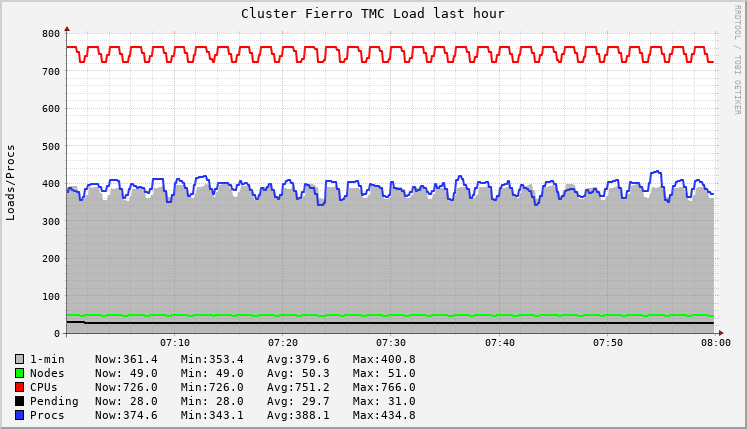 Cluster Fierro TMC Load last hour
RRDTOOL / TOBI OETIKER
Loads/Procs
800
700
600
500
400
300
200
100
0
07:10 07:20 07:30 07:40 07:50 08:00
1-min Now:361.4 Min:353.4 Avg:379.6 Max:400.8
Nodes Now: 49.0 Min: 49.0 Avg: 50.3 Max: 51.0
CPUs Now:726.0 Min:726.0 Avg:751.2 Max:766.0
Pending Now: 28.0 Min: 28.0 Avg: 29.7 Max: 31.0
Procs Now:374.6 Min:343.1 Avg:388.1 Max:434.8